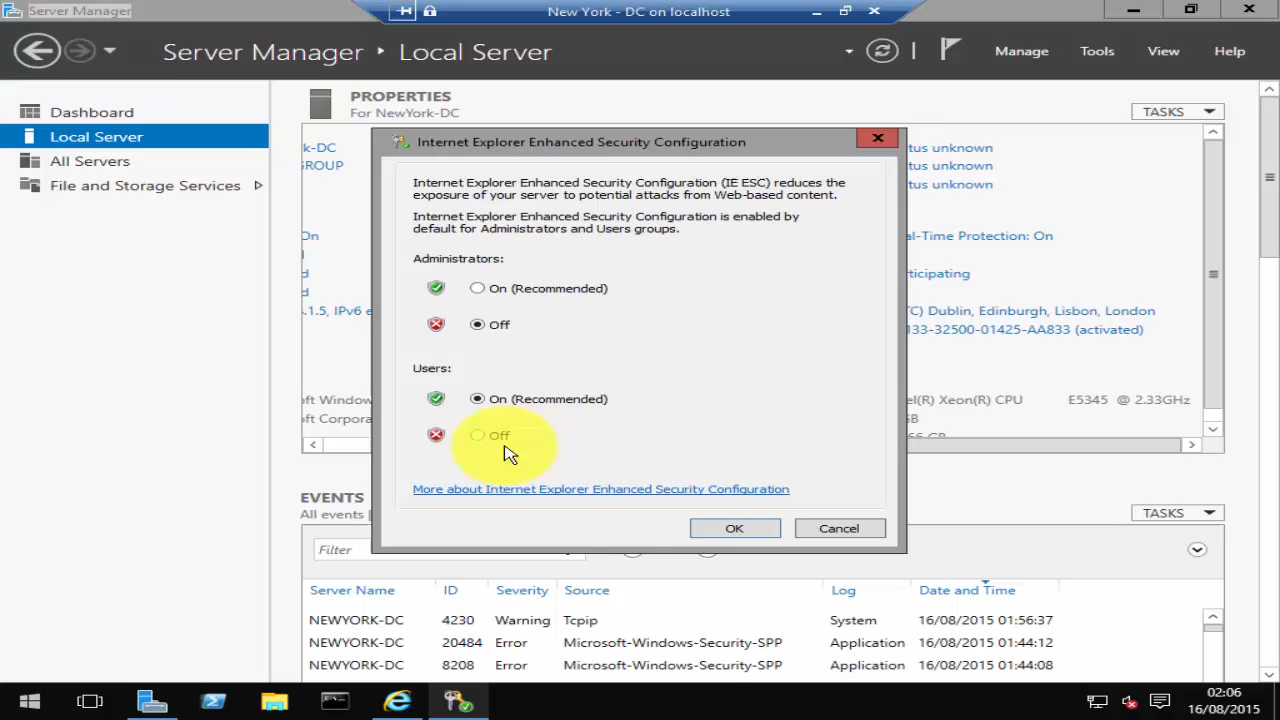 Server Manager
New York - DC on localhost
Server Manager ‣ Local Server
Manage Tools View Help
Dashboard
Local Server
All Servers
File and Storage Services
PROPERTIES
For NewYork-DC
TASKS
k-DC
GROUP
On
d
d
.1.5, IPv6 e
oft Window
oft Corpora
tus unknown
tus unknown
tus unknown
al-Time Protection: On
ticipating
TC) Dublin, Edinburgh, Lisbon, London
133-32500-01425-AA833 (activated)
tel(R) Xeon(R) CPU E5345 @ 2.33GHz
GB
Internet Explorer Enhanced Security Configuration
Internet Explorer Enhanced Security Configuration (IE ESC) reduces the
exposure of your server to potential attacks from Web-based content.
Internet Explorer Enhanced Security Configuration is enabled by
default for Administrators and Users groups.
Administrators:
On (Recommended)
Off
Users:
On (Recommended)
Off
More about Internet Explorer Enhanced Security Configuration
OK Cancel
EVENTS
All events |
TASKS
Filter
Server Name ID Severity Source Log Date and Time
NEWYORK-DC 4230 Warning Tcpip System 16/08/2015 01:56:37
NEWYORK-DC 20484 Error Microsoft-Windows-Security-SPP Application 16/08/2015 01:44:12
NEWYORK-DC 8208 Error Microsoft-Windows-Security-SPP Application 16/08/2015 01:44:08
02:06
16/08/2015